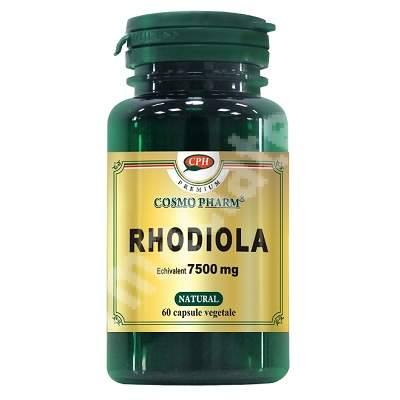 CPH
PREMIUM
COSMO PHARM®
RHODIOLA
Echivalent 7500 mg
NATURAL
60 capsule vegetale